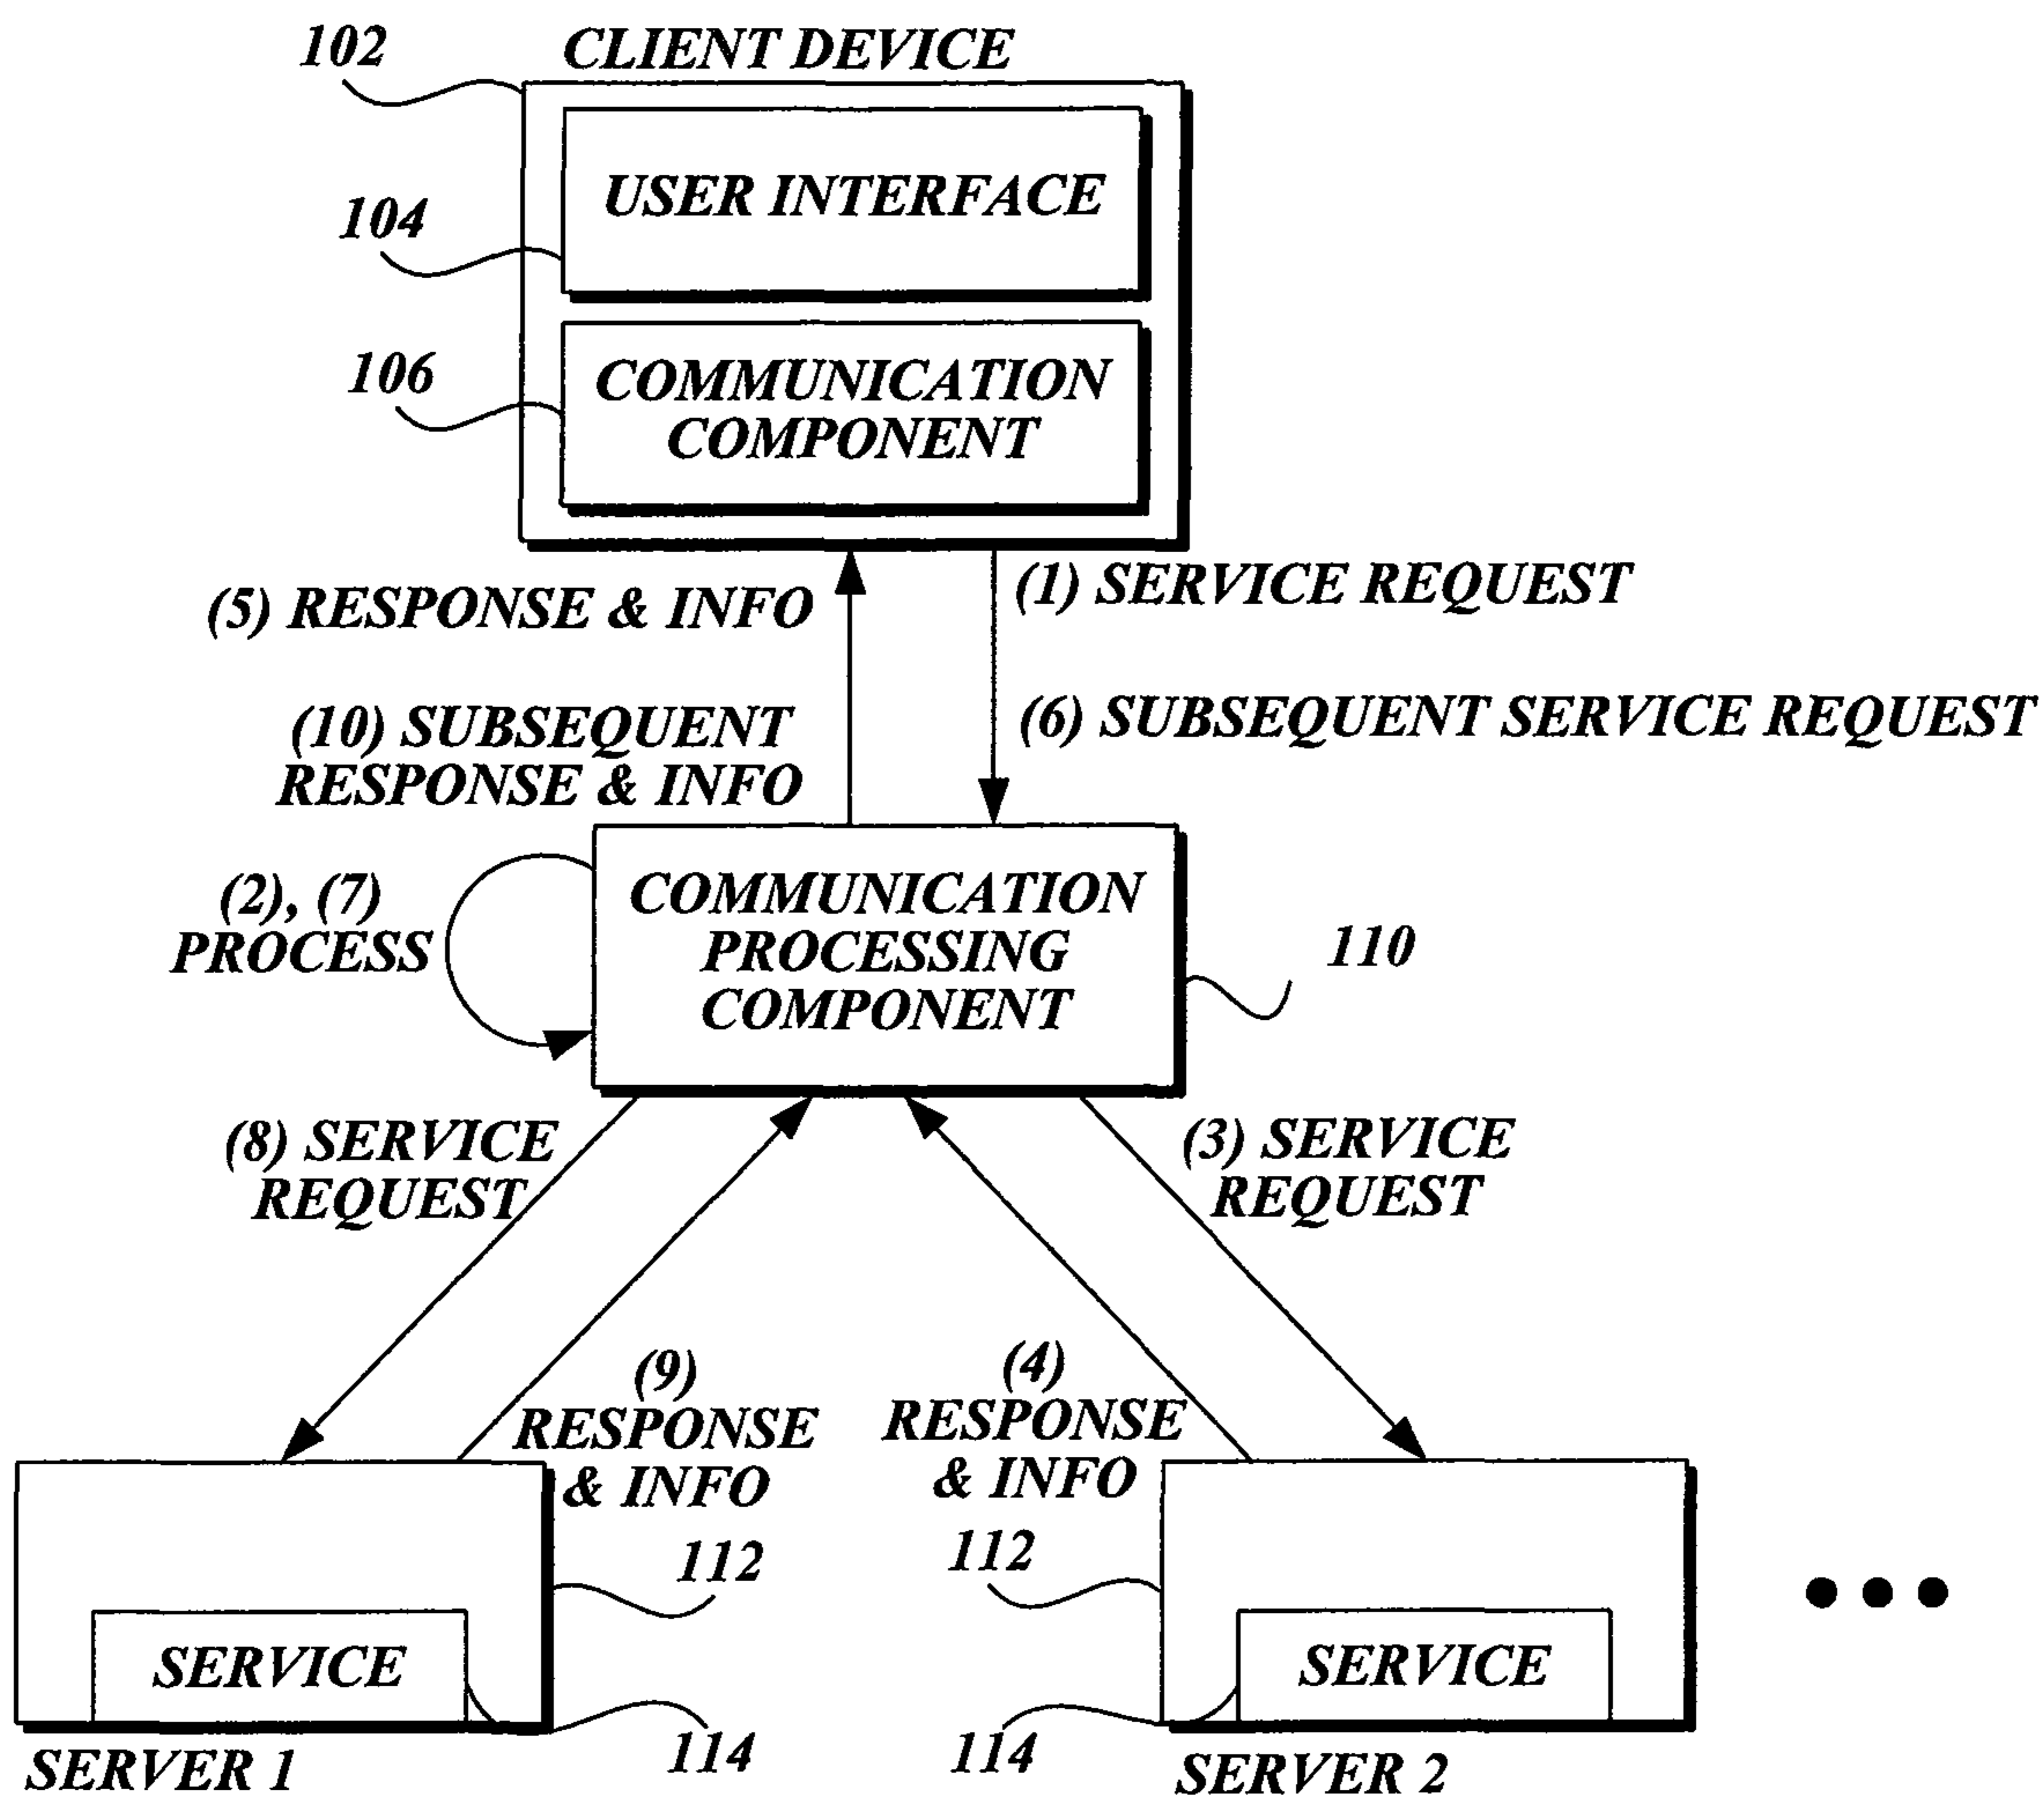 102
CLIENT DEVICE
USER INTERFACE
104
106
COMMUNICATION
COMPONENT
(5) RESPONSE & INFO
(1) SERVICE REQUEST
(10) SUBSEQUENT
RESPONSE & INFO
(6) SUBSEQUENT SERVICE REQUEST
(2), (7)
PROCESS
COMMUNICATION
PROCESSING
COMPONENT
110
(8) SERVICE
REQUEST
(3) SERVICE
REQUEST
(9)
RESPONSE
& INFO
(4)
RESPONSE
& INFO
112
112
SERVICE
SERVICE
114
114
SERVER 1
SERVER 2